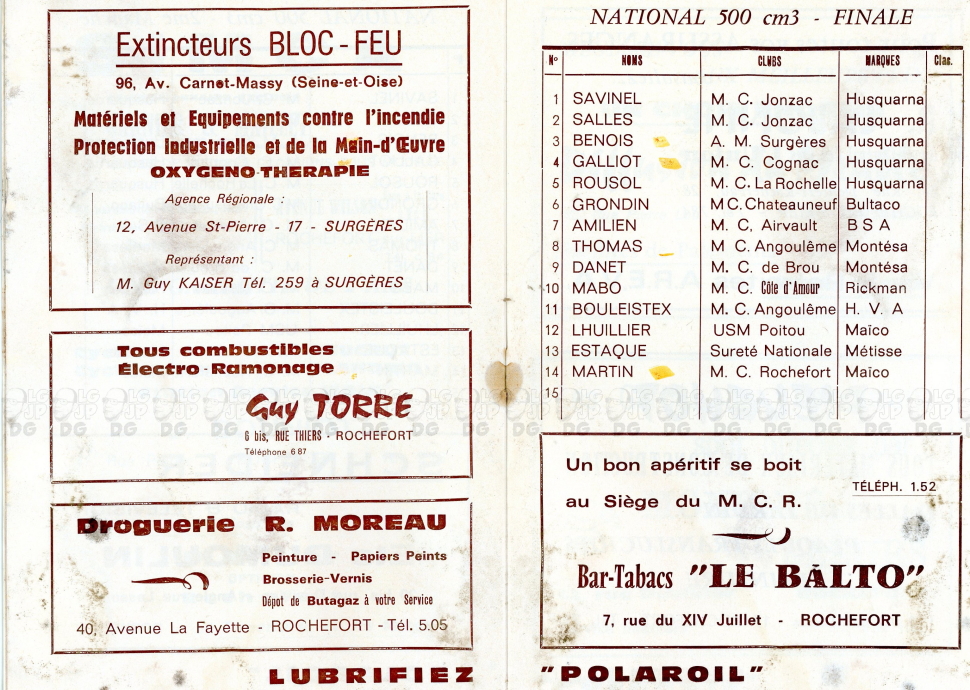 Extincteurs BLOC-FEU
96, Av. Carnot-Massy (Seine-et-Oise)
Matériels et Equipements contre l'incendie
Protection Industrielle et de la Main-d'Œuvre
OXYGENO-THERAPIE
Agence Régionale :
12, Avenue St-Pierre - 17 - SURGÈRES
Représentant :
M. Guy KAISER Tél. 259 à SURGÈRES
Tous combustibles
Électro-Ramonage
Guy TORRE
6 bis, RUE THIERS - ROCHEFORT
Téléphone 6 87
Droguerie R. MOREAU
Peinture - Papiers Peints
Brosserie-Vernis
Dépot de Butagaz à votre Service
40, Avenue La Fayette - ROCHEFORT - Tél. 5.05
LUBRIFIEZ
NATIONAL 500 cm3 - FINALE
Nº NOMS CLUBS MARQUES Clas.
1 SAVINEL M. C. Jonzac Husquarna
2 SALLES M. C. Jonzac Husquarna
3 BENOIS A. M. Surgères Husquarna
4 GALLIOT M. C. Cognac Husquarna
5 ROUSOL M. C. La Rochelle Husquarna
6 GRONDIN M C. Chateauneuf Bultaco
7 AMILIEN M. C, Airvault B S A
8 THOMAS M C. Angoulême Montésa
9 DANET M. C. de Brou Montésa
10 MABO M. C. Côte d'Amour Rickman
11 BOULEISTEX M. C. Angoulême H. V. A
12 LHUILLIER USM Poitou Maïco
13 ESTAQUE Sureté Nationale Métisse
14 MARTIN M. C. Rochefort Maïco
15
Un bon apéritif se boit
au Siège du M. C. R.
TÉLÉPH. 1.52
Bar-Tabacs "LE BALTO"
7, rue du XIV Juillet - ROCHEFORT
"POLAROIL"